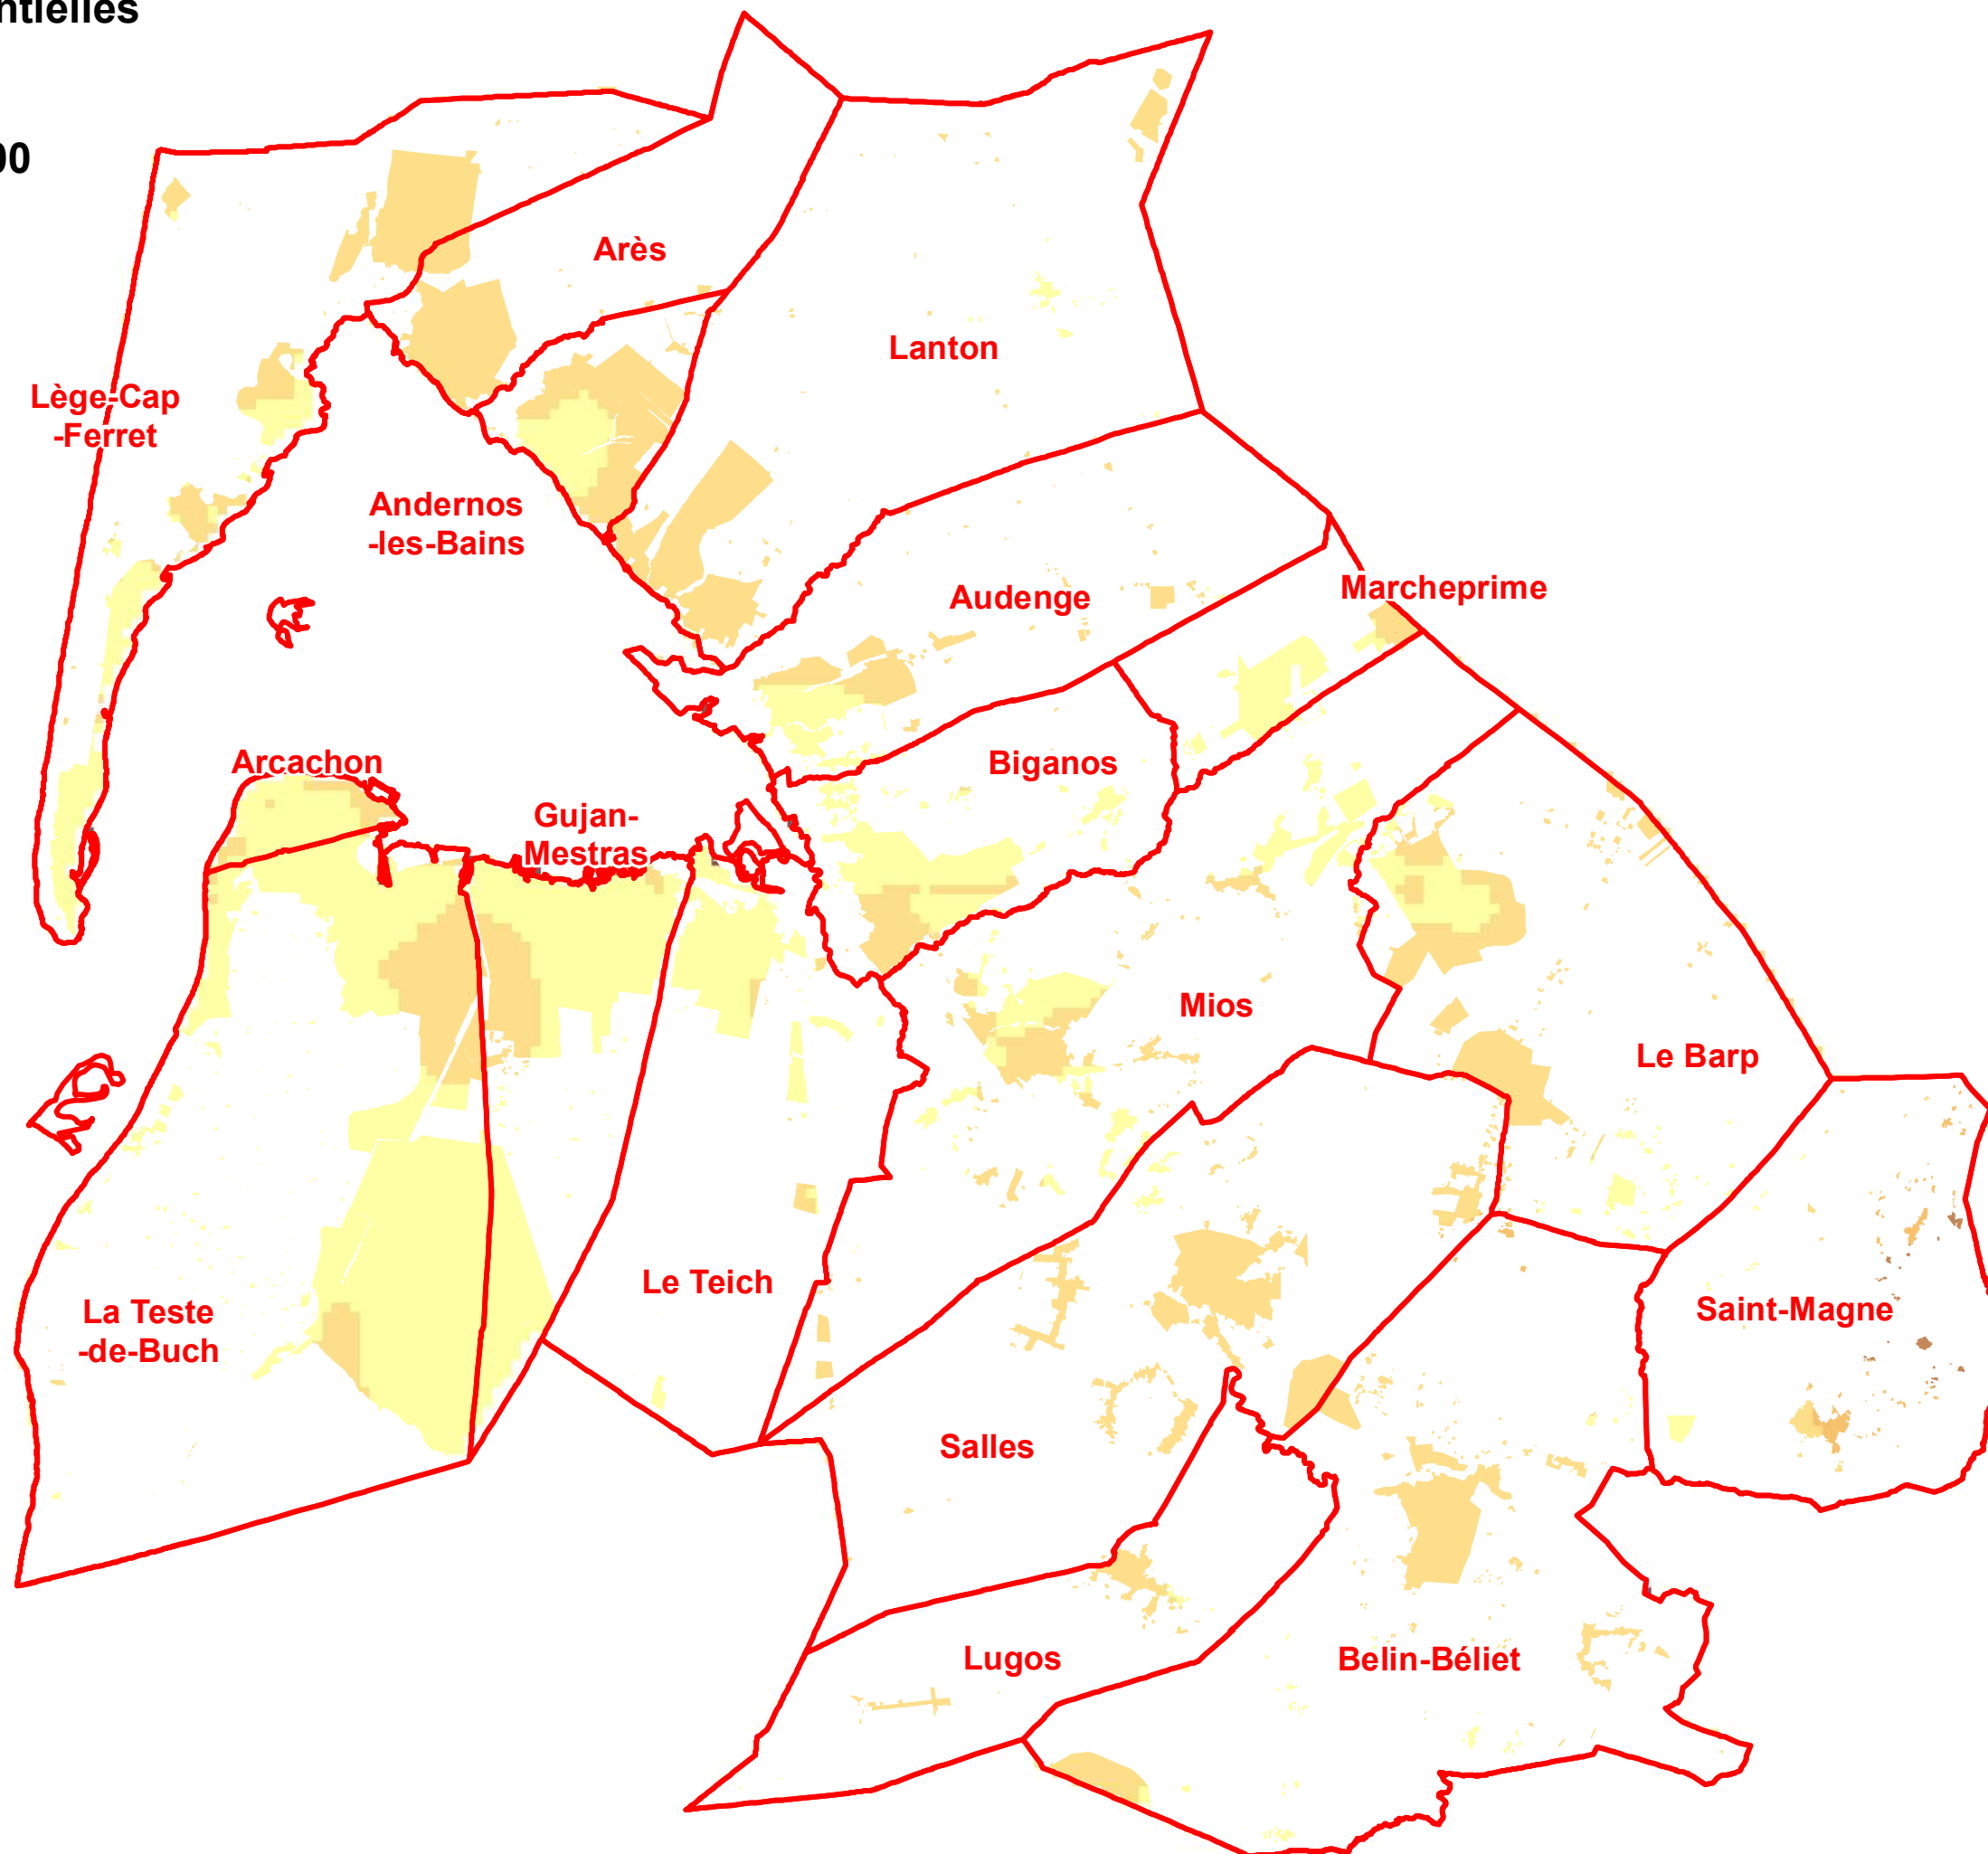 ntielles
00
Arès
Lanton
Lège-Cap
-Ferret
Andernos
-les-Bains
Audenge
Marcheprime
Arcachon
Biganos
Gujan-
Mestras
Mios
Le Barp
Le Teich
La Teste
-de-Buch
Saint-Magne
Salles
Lugos
Belin-Béliet